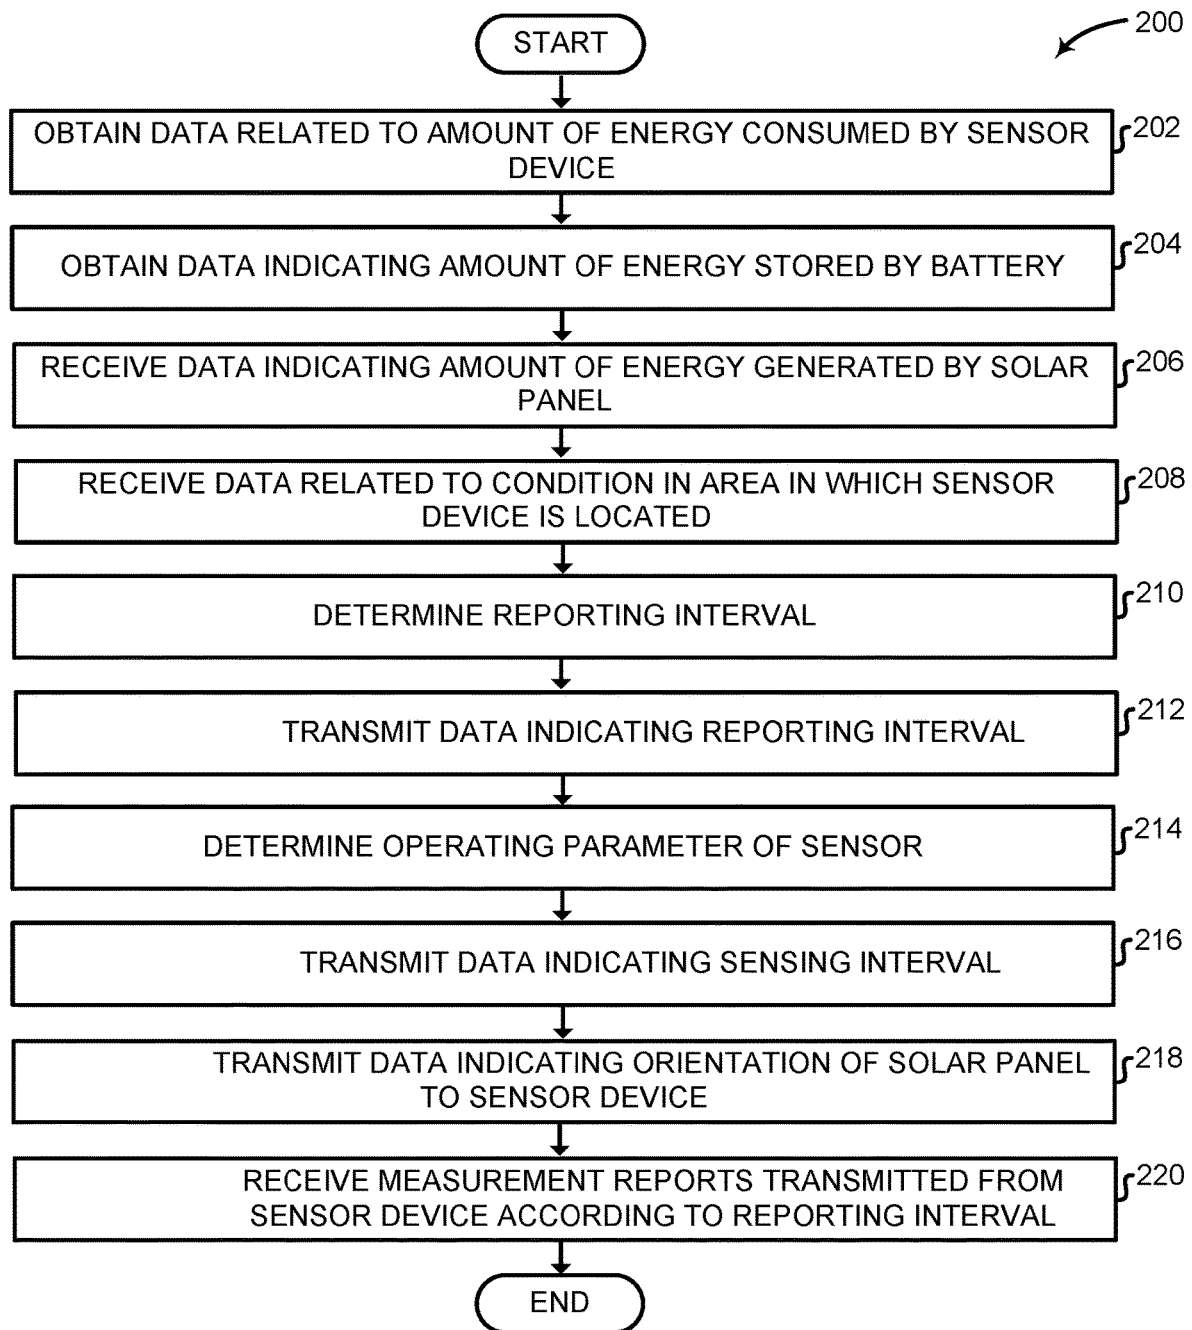 200
START
OBTAIN DATA RELATED TO AMOUNT OF ENERGY CONSUMED BY SENSOR
DEVICE
202
OBTAIN DATA INDICATING AMOUNT OF ENERGY STORED BY BATTERY
204
RECEIVE DATA INDICATING AMOUNT OF ENERGY GENERATED BY SOLAR
PANEL
206
RECEIVE DATA RELATED TO CONDITION IN AREA IN WHICH SENSOR
DEVICE IS LOCATED
208
DETERMINE REPORTING INTERVAL
210
TRANSMIT DATA INDICATING REPORTING INTERVAL
212
DETERMINE OPERATING PARAMETER OF SENSOR
214
TRANSMIT DATA INDICATING SENSING INTERVAL
216
TRANSMIT DATA INDICATING ORIENTATION OF SOLAR PANEL
TO SENSOR DEVICE
218
RECEIVE MEASUREMENT REPORTS TRANSMITTED FROM
SENSOR DEVICE ACCORDING TO REPORTING INTERVAL
220
END